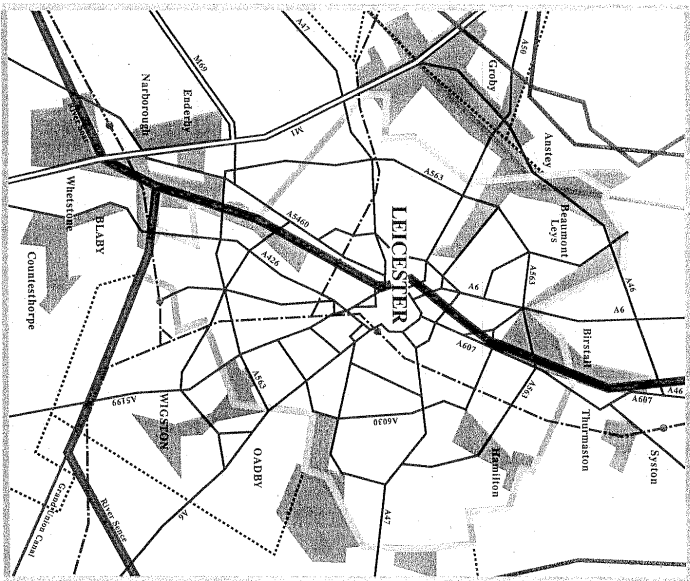 A46
Syston
A607
A46
A6
Birstall
Thurmaston
Beaumont
Leys
Anstey
A563
A563
A50
Groby
Hamilton
A6
A607
A563
LEICESTER
A47
A6030
A47
M1
A5460
A426
A563
OADBY
M69
Enderby
A6
WIGSTON
Narborough
A5199
River Sence
BLABY
Whetstone
Grand Union Canal
Countesthorpe